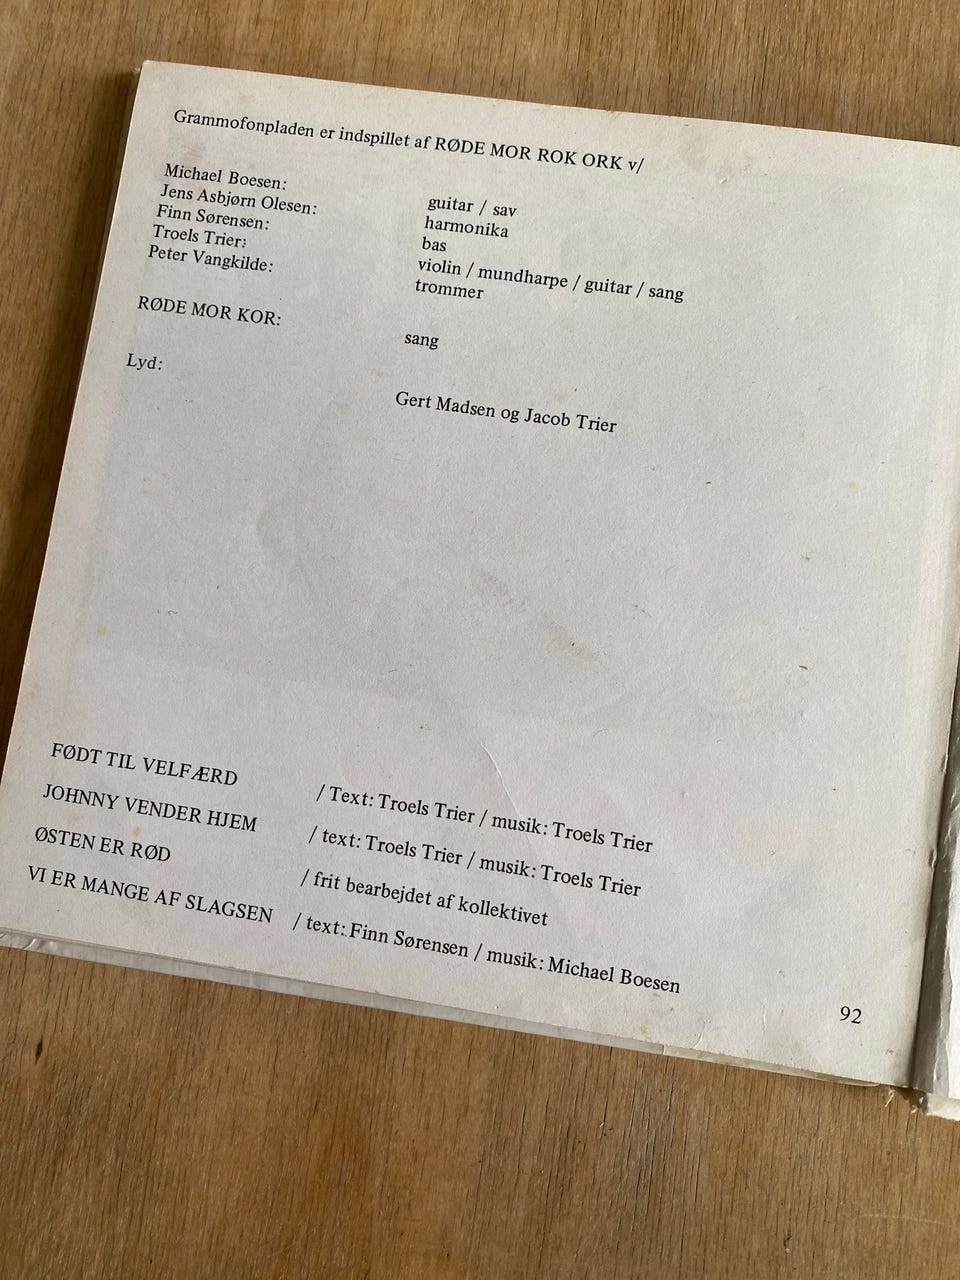 Grammofonpladen er indspillet af RØDE MOR ROK ORK v/
Michael Boesen: guitar / sav
Jens Asbjørn Olesen: harmonika
Finn Sørensen: bas
Troels Trier: violin / mundharpe / guitar / sang
Peter Vangkilde: trommer
RØDE MOR KOR: sang
Lyd: Gert Madsen og Jacob Trier
FØDT TIL VELFÆRD / Text: Troels Trier / musik: Troels Trier
JOHNNY VENDER HJEM / text: Troels Trier / musik: Troels Trier
ØSTEN ER RØD / frit bearbejdet af kollektivet
VI ER MANGE AF SLAGSEN / text: Finn Sørensen / musik: Michael Boesen
92